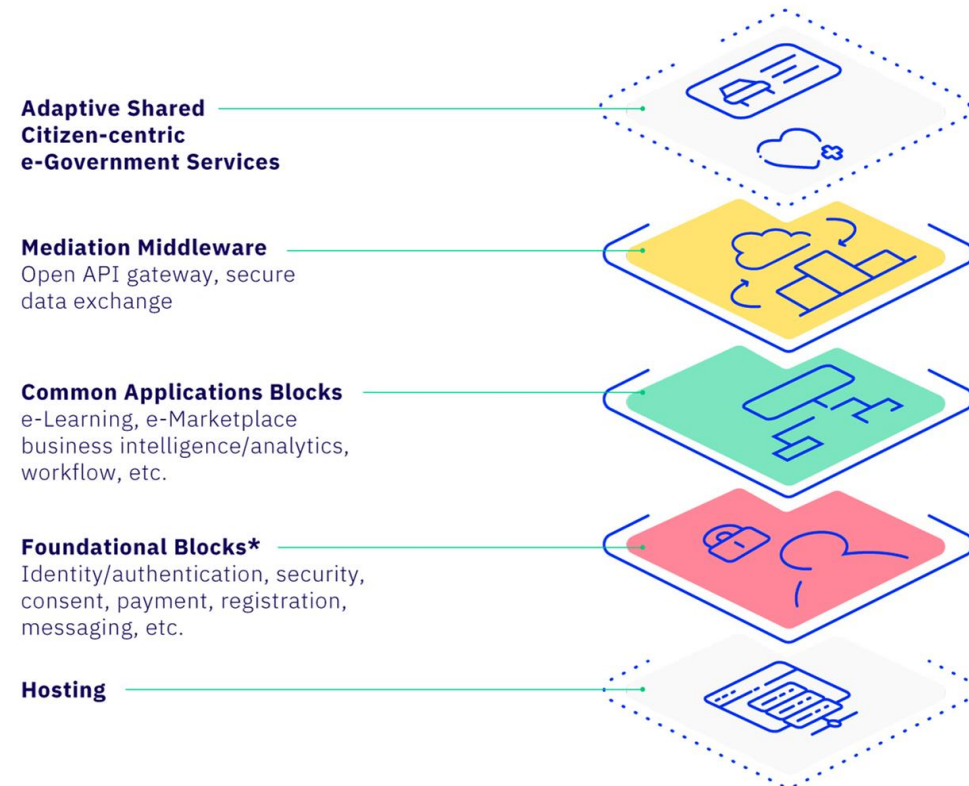 Adaptive Shared
Citizen-centric
e-Government Services
Mediation Middleware
Open API gateway, secure
data exchange
Common Applications Blocks
e-Learning, e-Marketplace
business intelligence/analytics,
workflow, etc.
Foundational Blocks*
Identity/authentication, security,
consent, payment, registration,
messaging, etc.
Hosting